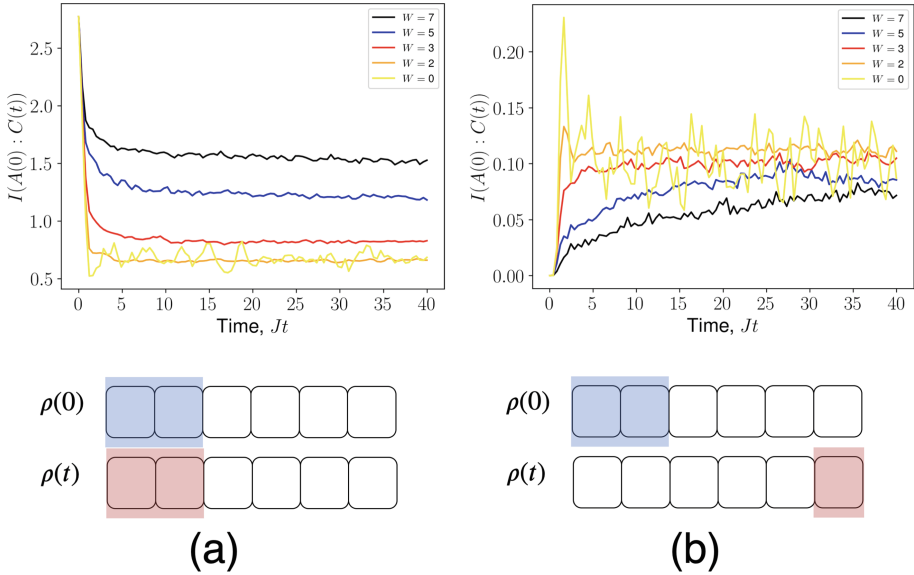 I(A(0) : C(t))
2.5
2.0
1.5
1.0
0.5
0
5
10
15
20
25
30
35
40
Time, Jt
W = 7
W = 5
W = 3
W = 2
W = 0
I(A(0) : C(t))
0.20
0.15
0.10
0.05
0.00
0
5
10
15
20
25
30
35
40
Time, Jt
W = 7
W = 5
W = 3
W = 2
W = 0
ρ(0)
ρ(t)
(a)
ρ(0)
ρ(t)
(b)